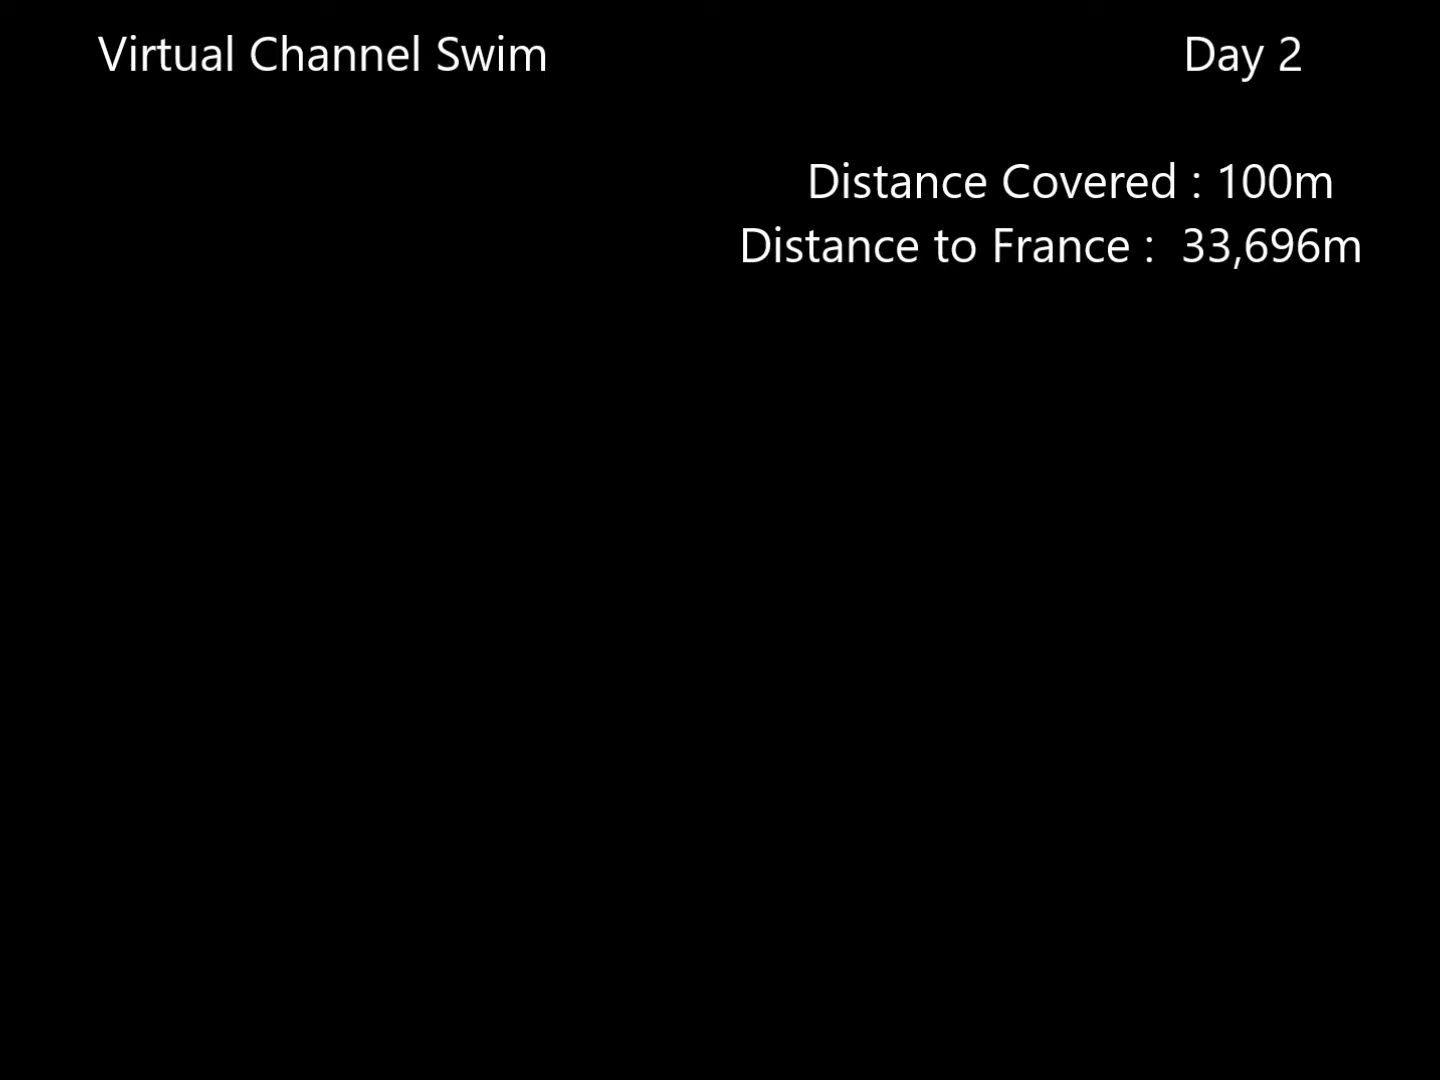 Virtual Channel Swim
Day 2
Distance Covered : 100m
Distance to France : 33,696m